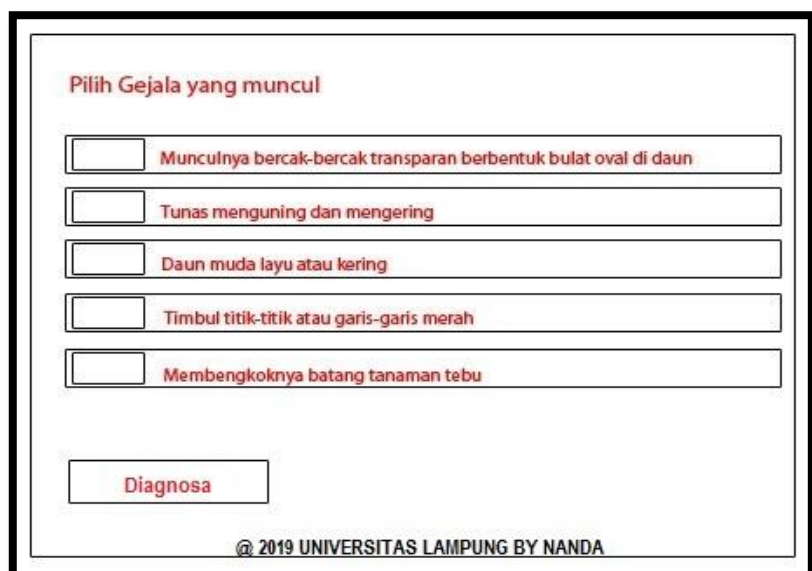 Pilih Gejala yang muncul
Munculnya bercak-bercak transparan berbentuk bulat oval di daun
Tunas menguning dan mengering
Daun muda layu atau kering
Timbul titik-titik atau garis-garis merah
Membengkoknya batang tanaman tebu
Diagnosa
@ 2019 UNIVERSITAS LAMPUNG BY NANDA